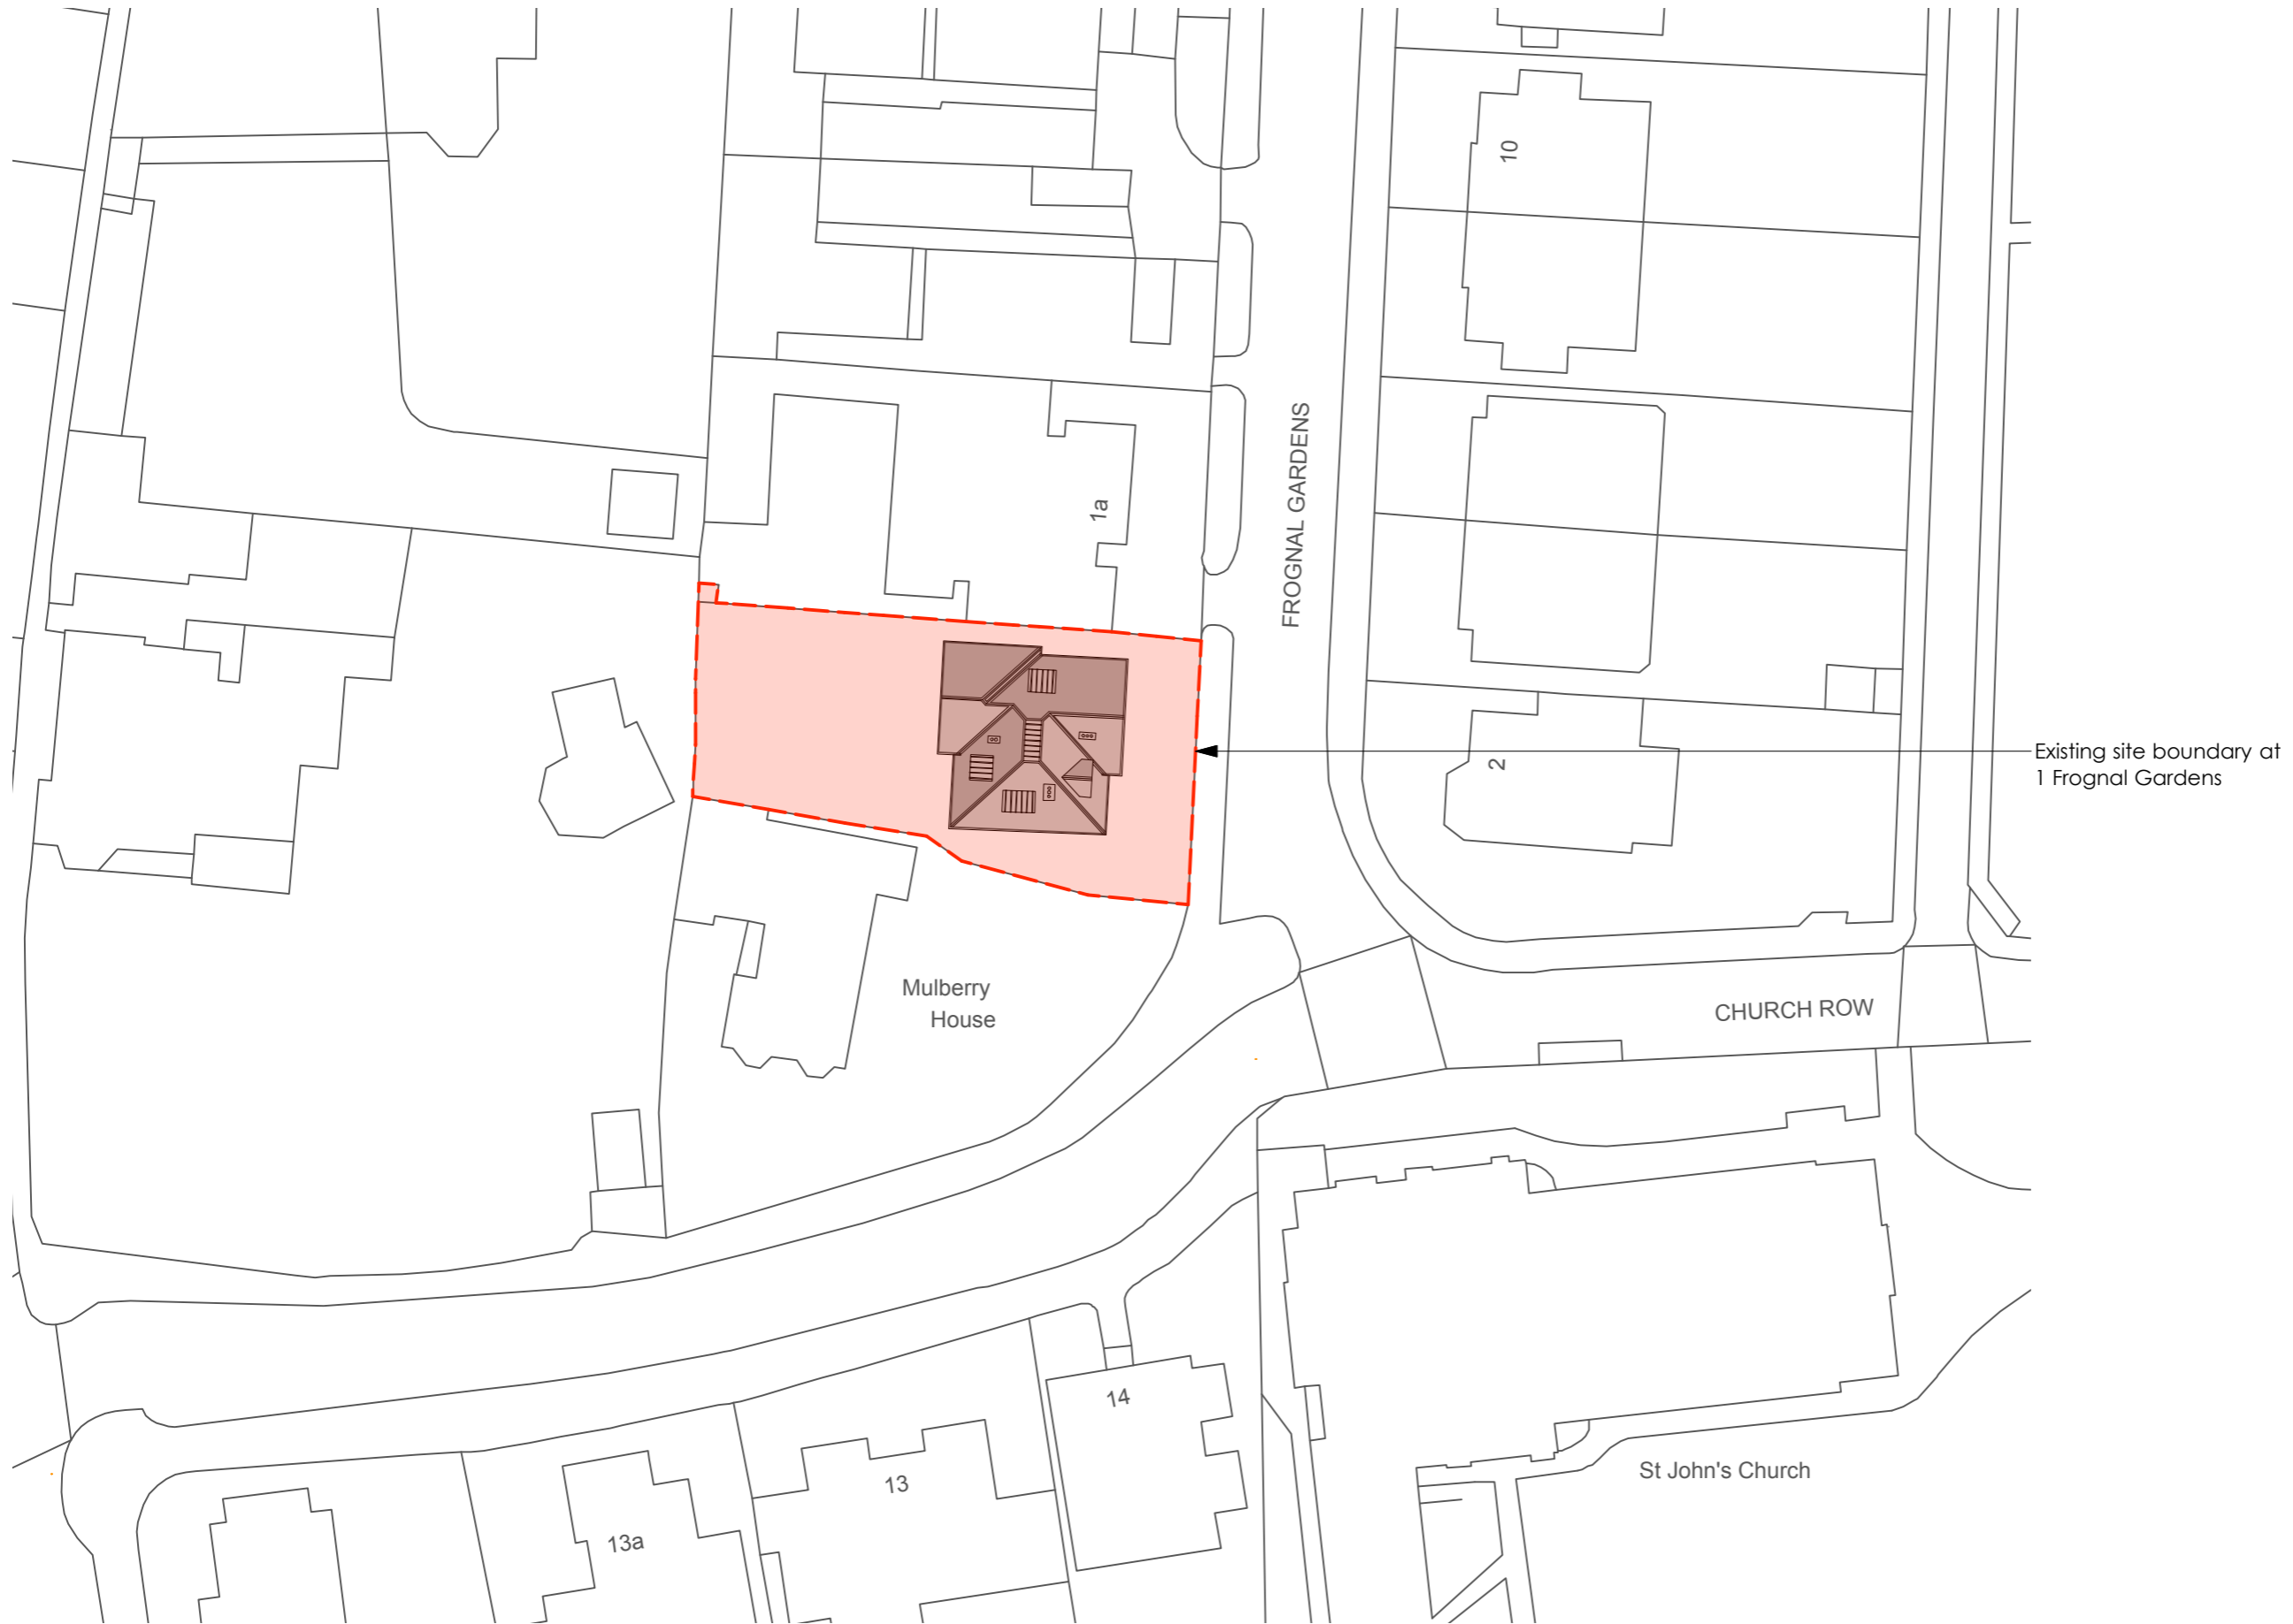 10
FROGNAL GARDENS
1a
2
Existing site boundary at
1 Frognal Gardens
Mulberry
House
CHURCH ROW
14
13
13a
St John's Church